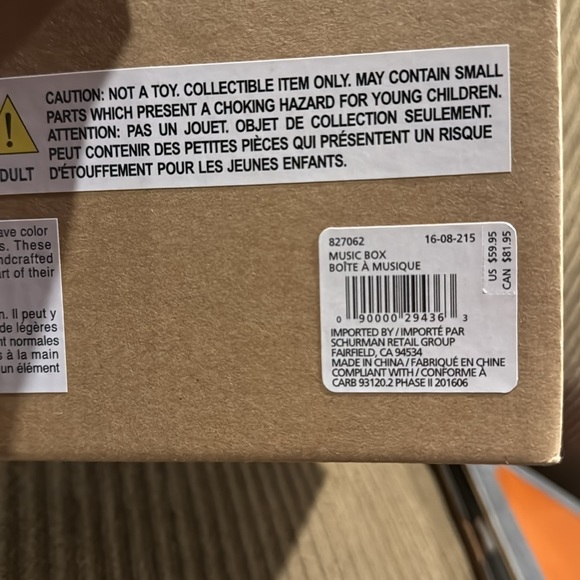 CAUTION: NOT A TOY. COLLECTIBLE ITEM ONLY. MAY CONTAIN SMALL
PARTS WHICH PRESENT A CHOKING HAZARD FOR YOUNG CHILDREN.
ATTENTION: PAS UN JOUET. OBJET DE COLLECTION SEULEMENT.
PEUT CONTENIR DES PETITES PIÈCES QUI PRÉSENTENT UN RISQUE
D'ÉTOUFFEMENT POUR LES JEUNES ENFANTS.
DULT
ave color
s. These
ndcrafted
art of their
n. Il peut y
de légères
nt normales
s à la main
un élément
827062 16-08-215
MUSIC BOX
BOÎTE À MUSIQUE
US $59.95
CAN $81.95
0 90000 29436 3
IMPORTED BY/IMPORTÉ PAR
SCHURMAN RETAIL GROUP
FAIRFIELD, CA 94534
MADE IN CHINA/FABRIQUÉ EN CHINE
COMPLIANT WITH/CONFORME À
CARB 93120.2 PHASE II 201606